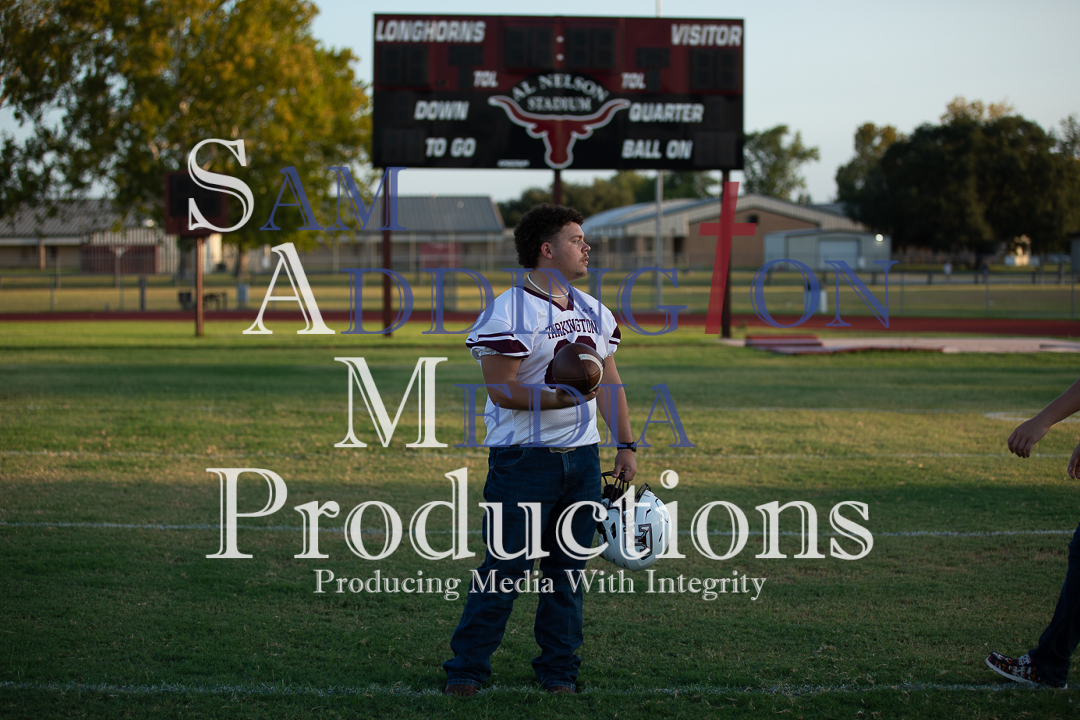 LONGHORNS VISITOR
TOL TOL
AL NELSON
STADIUM
DOWN QUARTER
TO GO BALL ON
SAM
ADDINGTON
MEDIA
Productions
Producing Media With Integrity
TARKINGTON